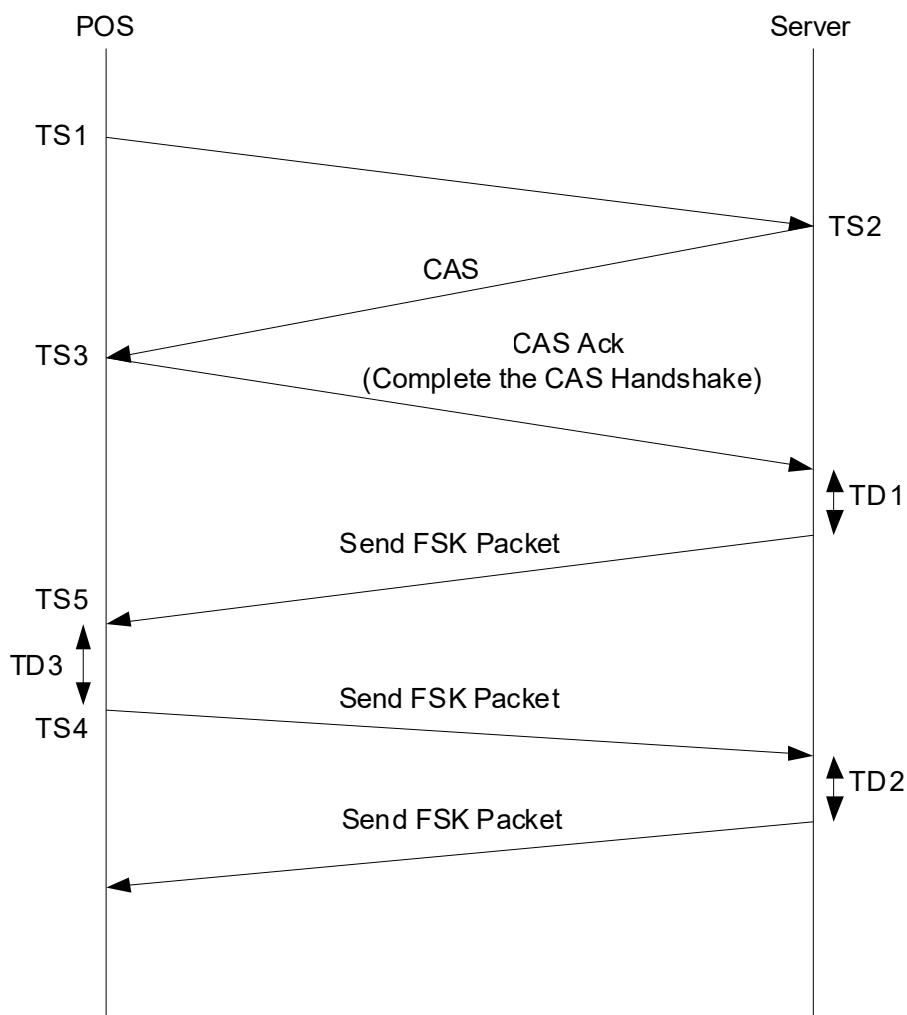 POS
Server
TS1
TS2
CAS
TS3
CAS Ack
(Complete the CAS Handshake)
TD1
Send FSK Packet
TS5
TD3
Send FSK Packet
TS4
TD2
Send FSK Packet